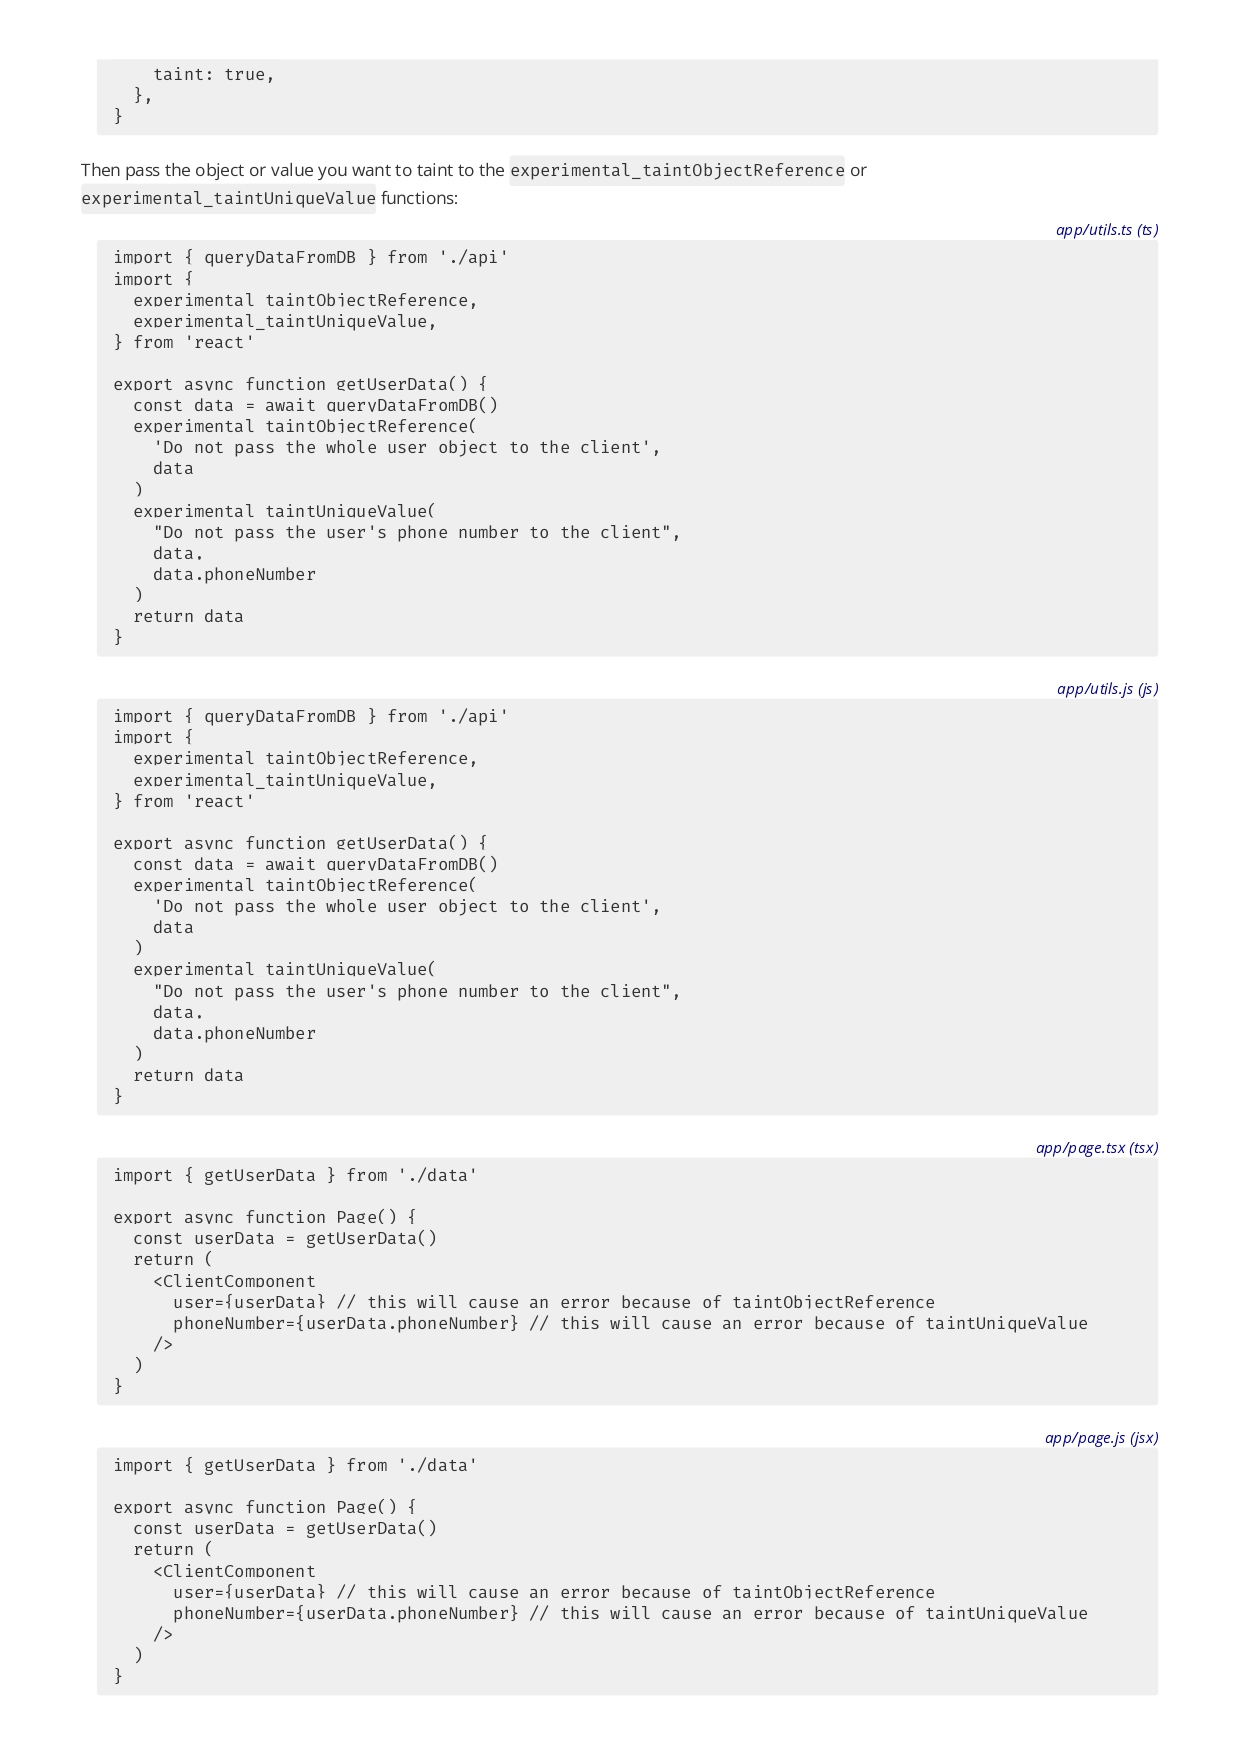 taint: true,
  },
}
Then pass the object or value you want to taint to the experimental_taintObjectReference or
experimental_taintUniqueValue functions:
app/utils.ts (ts)
import { queryDataFromDB } from './api'
import {
  experimental_taintObjectReference,
  experimental_taintUniqueValue,
} from 'react'

export async function getUserData() {
  const data = await queryDataFromDB()
  experimental_taintObjectReference(
    'Do not pass the whole user object to the client',
    data
  )
  experimental_taintUniqueValue(
    "Do not pass the user's phone number to the client",
    data,
    data.phoneNumber
  )
  return data
}
app/utils.js (js)
import { queryDataFromDB } from './api'
import {
  experimental_taintObjectReference,
  experimental_taintUniqueValue,
} from 'react'

export async function getUserData() {
  const data = await queryDataFromDB()
  experimental_taintObjectReference(
    'Do not pass the whole user object to the client',
    data
  )
  experimental_taintUniqueValue(
    "Do not pass the user's phone number to the client",
    data,
    data.phoneNumber
  )
  return data
}
app/page.tsx (tsx)
import { getUserData } from './data'

export async function Page() {
  const userData = getUserData()
  return (
    <ClientComponent
      user={userData} // this will cause an error because of taintObjectReference
      phoneNumber={userData.phoneNumber} // this will cause an error because of taintUniqueValue
    />
  )
}
app/page.js (jsx)
import { getUserData } from './data'

export async function Page() {
  const userData = getUserData()
  return (
    <ClientComponent
      user={userData} // this will cause an error because of taintObjectReference
      phoneNumber={userData.phoneNumber} // this will cause an error because of taintUniqueValue
    />
  )
}